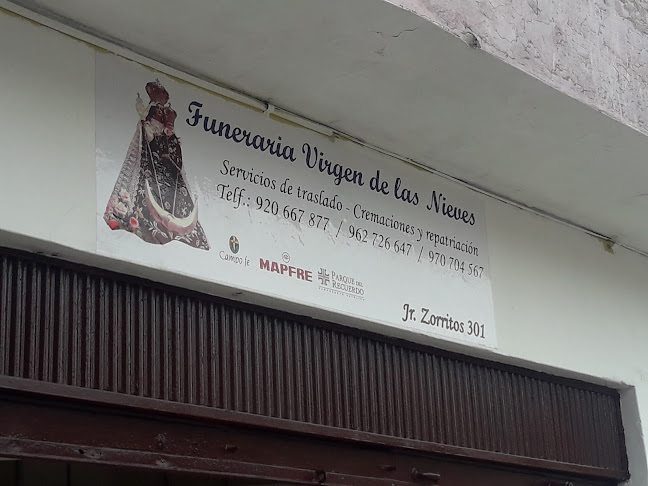 Funeraria Virgen de las Nieves
Servicios de traslado - Cremaciones y repatriación
Telf.: 920 667 877 / 962 726 647 / 970 704 567
Campo fe MAPFRE PARQUE DEL RECUERDO
Jr. Zorritos 301